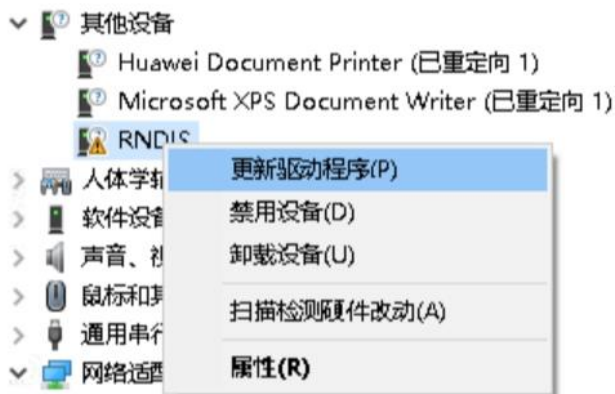 其他设备
Huawei Document Printer (已重定向 1)
Microsoft XPS Document Writer (已重定向 1)
RNDIS
更新驱动程序(P)
人体学输
禁用设备(D)
软件设备
卸载设备(U)
声音、视
鼠标和其
扫描检测硬件改动(A)
通用串行
属性(R)
网络适配